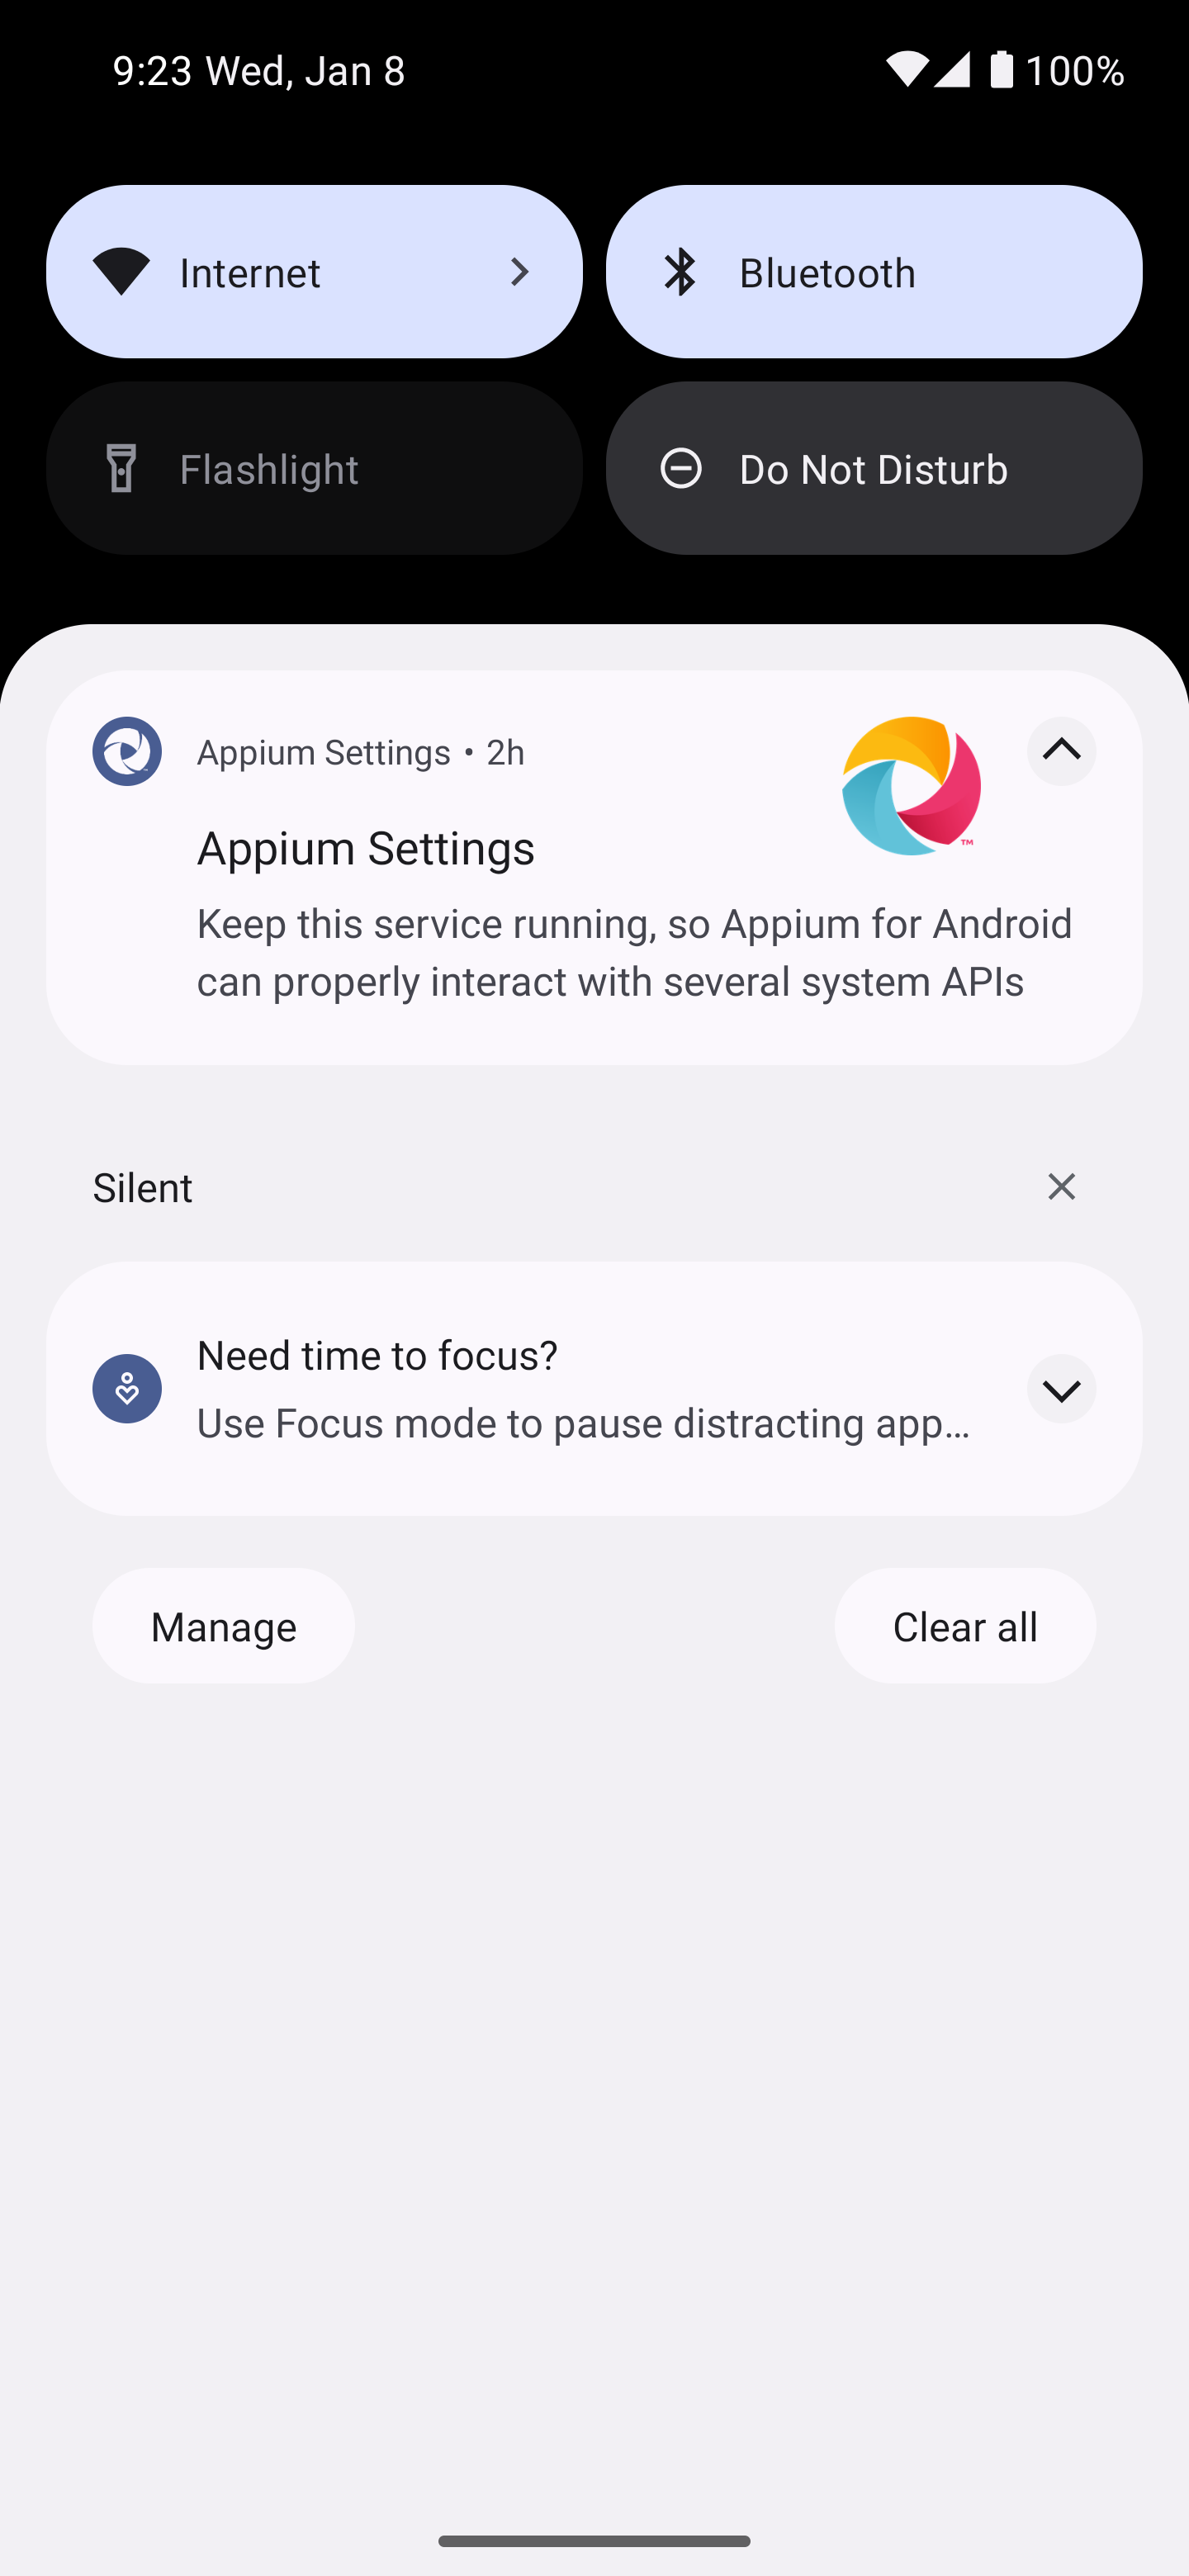 9:23 Wed, Jan 8
100%
Internet
Bluetooth
Flashlight
Do Not Disturb
Appium Settings • 2h
Appium Settings
Keep this service running, so Appium for Android
can properly interact with several system APIs
TM
Silent
Need time to focus?
Use Focus mode to pause distracting app…
Manage
Clear all